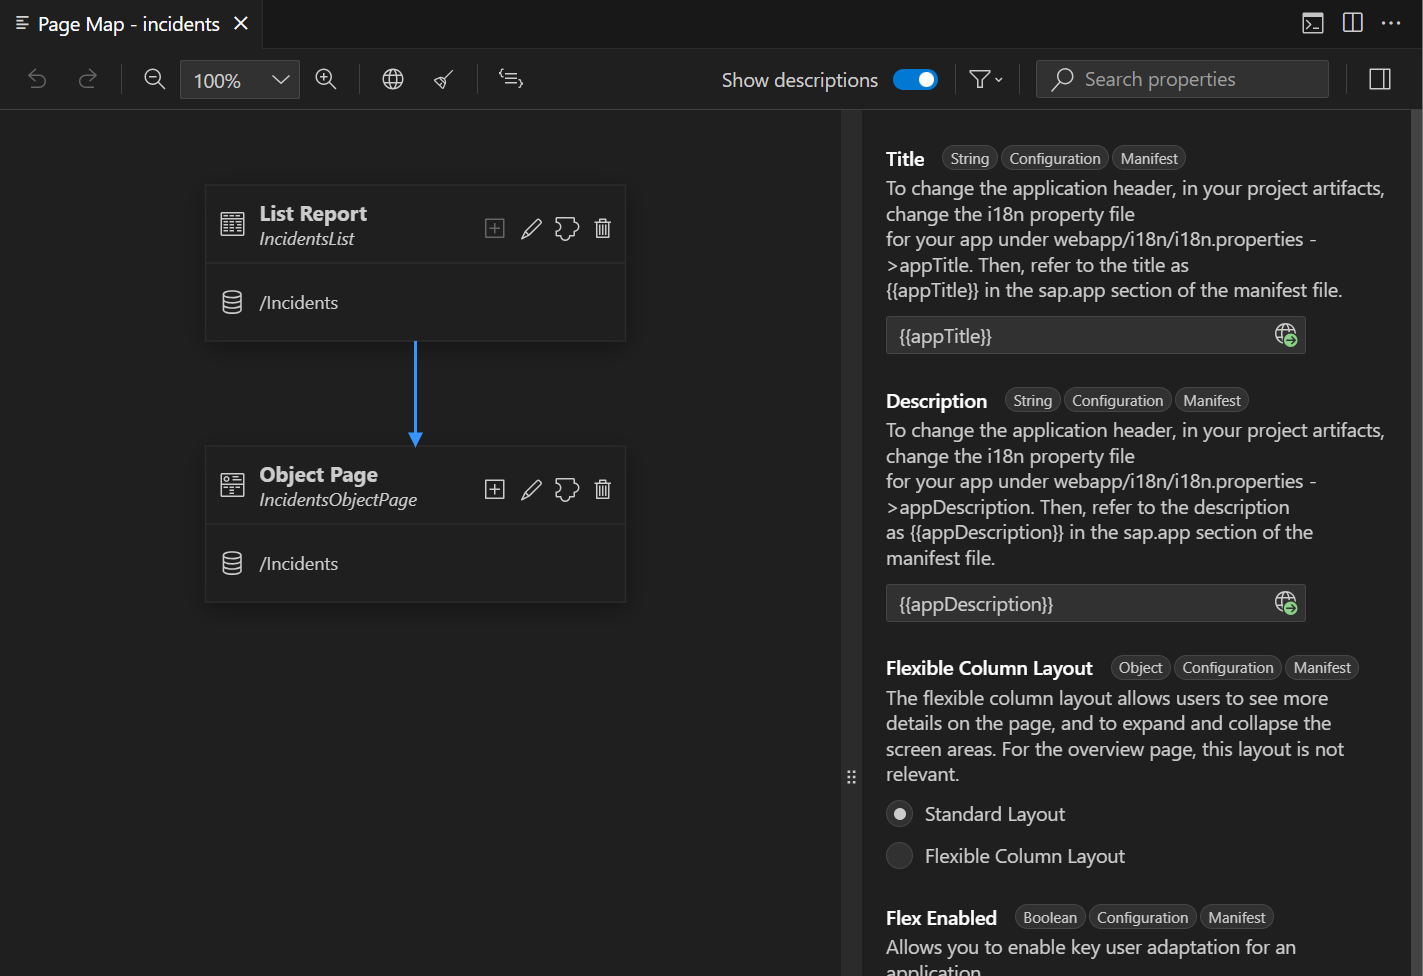 Page Map - incidents
100%
Show descriptions
Search properties
List Report
IncidentsList
/Incidents
Object Page
IncidentsObjectPage
/Incidents
Title String Configuration Manifest
To change the application header, in your project artifacts,
change the i18n property file
for your app under webapp/i18n/i18n.properties -
>appTitle. Then, refer to the title as
{{appTitle}} in the sap.app section of the manifest file.
{{appTitle}}
Description String Configuration Manifest
To change the application header, in your project artifacts,
change the i18n property file
for your app under webapp/i18n/i18n.properties -
>appDescription. Then, refer to the description
as {{appDescription}} in the sap.app section of the
manifest file.
{{appDescription}}
Flexible Column Layout Object Configuration Manifest
The flexible column layout allows users to see more
details on the page, and to expand and collapse the
screen areas. For the overview page, this layout is not
relevant.
Standard Layout
Flexible Column Layout
Flex Enabled Boolean Configuration Manifest
Allows you to enable key user adaptation for an
application.